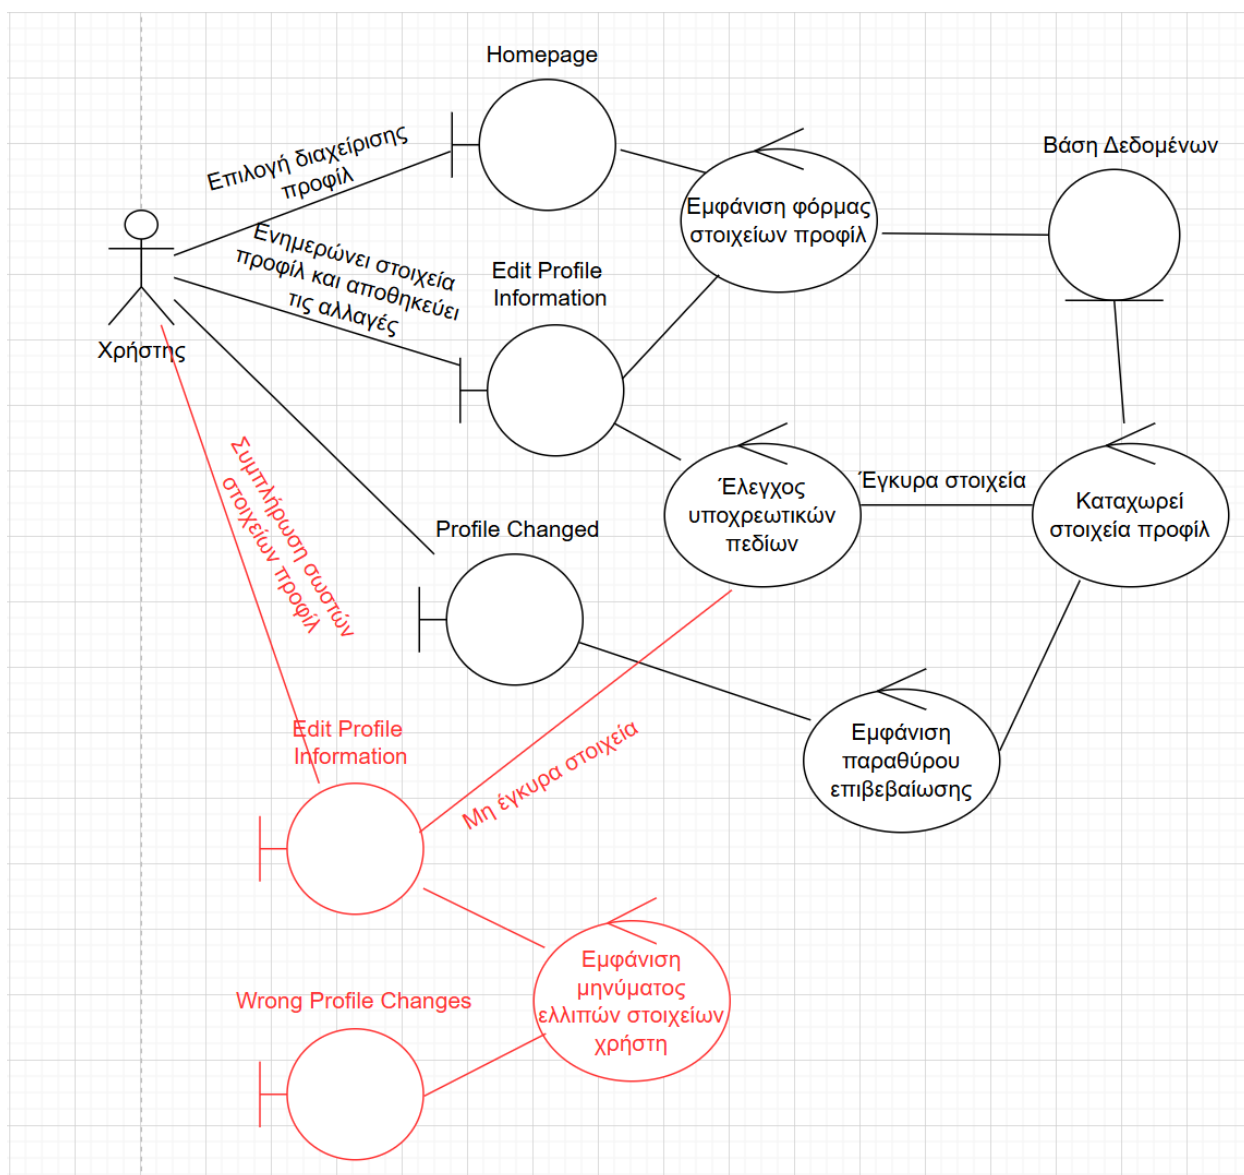 Homepage
Βάση Δεδομένων
Επιλογή διαχείρισης
προφίλ
Εμφάνιση φόρμας
στοιχείων προφίλ
Ενημερώνει στοιχεία
προφίλ και αποθηκεύει
τις αλλαγές
Edit Profile
Information
Χρήστης
Συμπλήρωση σωστών
στοιχείων προφίλ
Έλεγχος
υποχρεωτικών
πεδίων
Έγκυρα στοιχεία
Καταχωρεί
στοιχεία προφίλ
Profile Changed
Edit Profile
Information
Μη έγκυρα στοιχεία
Εμφάνιση
παραθύρου
επιβεβαίωσης
Wrong Profile Changes
Εμφάνιση
μηνύματος
ελλιπών στοιχείων
χρήστη